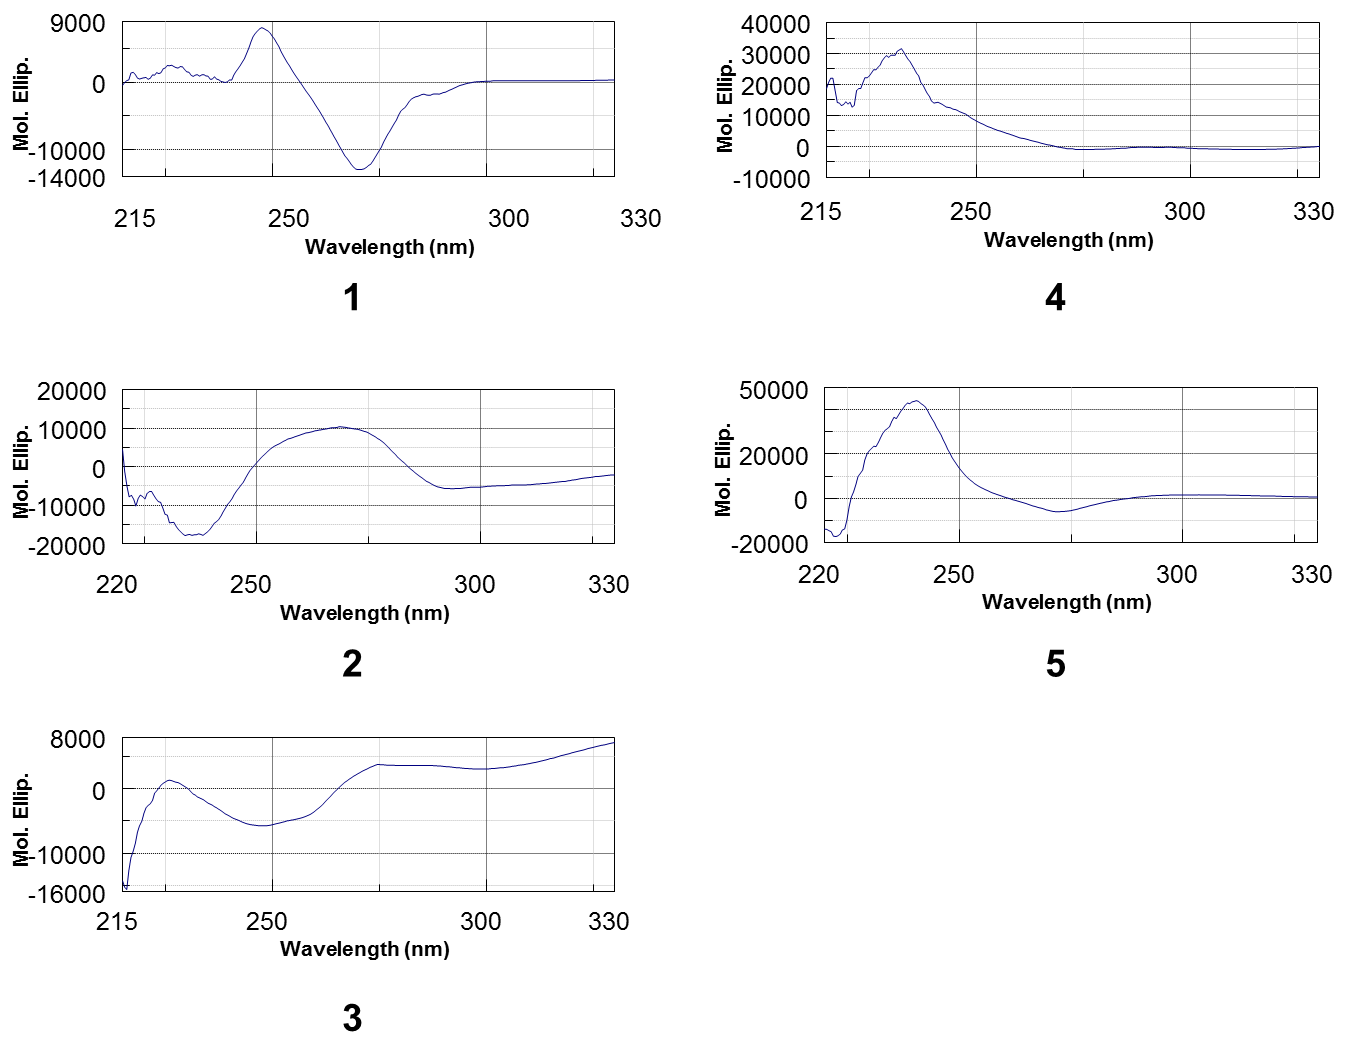 9000
0
-10000
-14000
Mol. Ellip.
215 250 300 330
Wavelength (nm)
1
40000
30000
20000
10000
0
-10000
Mol. Ellip.
215 250 300 330
Wavelength (nm)
4
20000
10000
0
-10000
-20000
Mol. Ellip.
220 250 300 330
Wavelength (nm)
2
50000
20000
0
-20000
Mol. Ellip.
220 250 300 330
Wavelength (nm)
5
8000
0
-10000
-16000
Mol. Ellip.
215 250 300 330
Wavelength (nm)
3